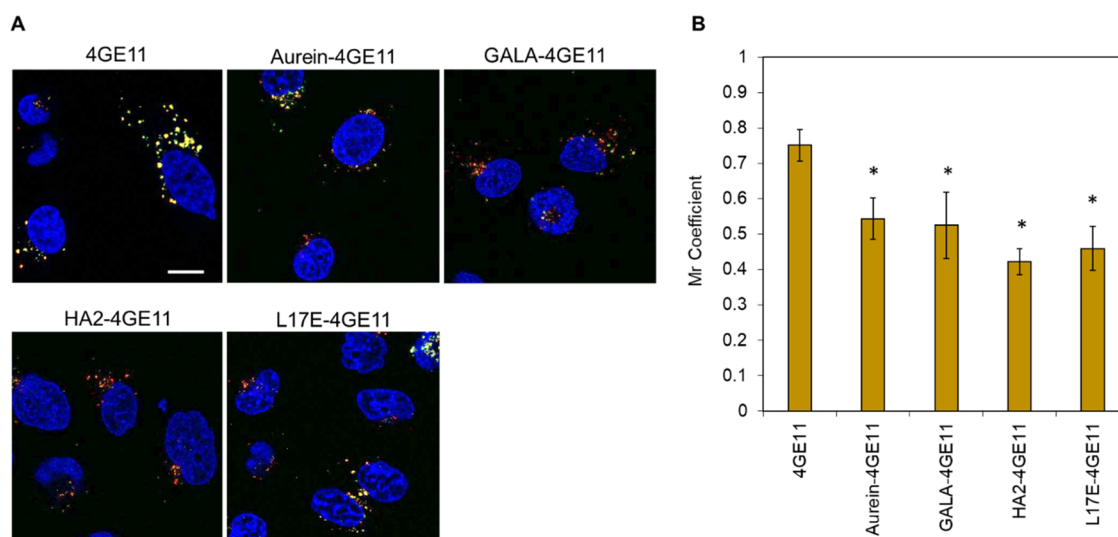 A
4GE11
Aurein-4GE11
GALA-4GE11
HA2-4GE11
L17E-4GE11
B
Mr Coefficient
1
0.9
0.8
0.7
0.6
0.5
0.4
0.3
0.2
0.1
0
*
*
*
*
4GE11
Aurein-4GE11
GALA-4GE11
HA2-4GE11
L17E-4GE11